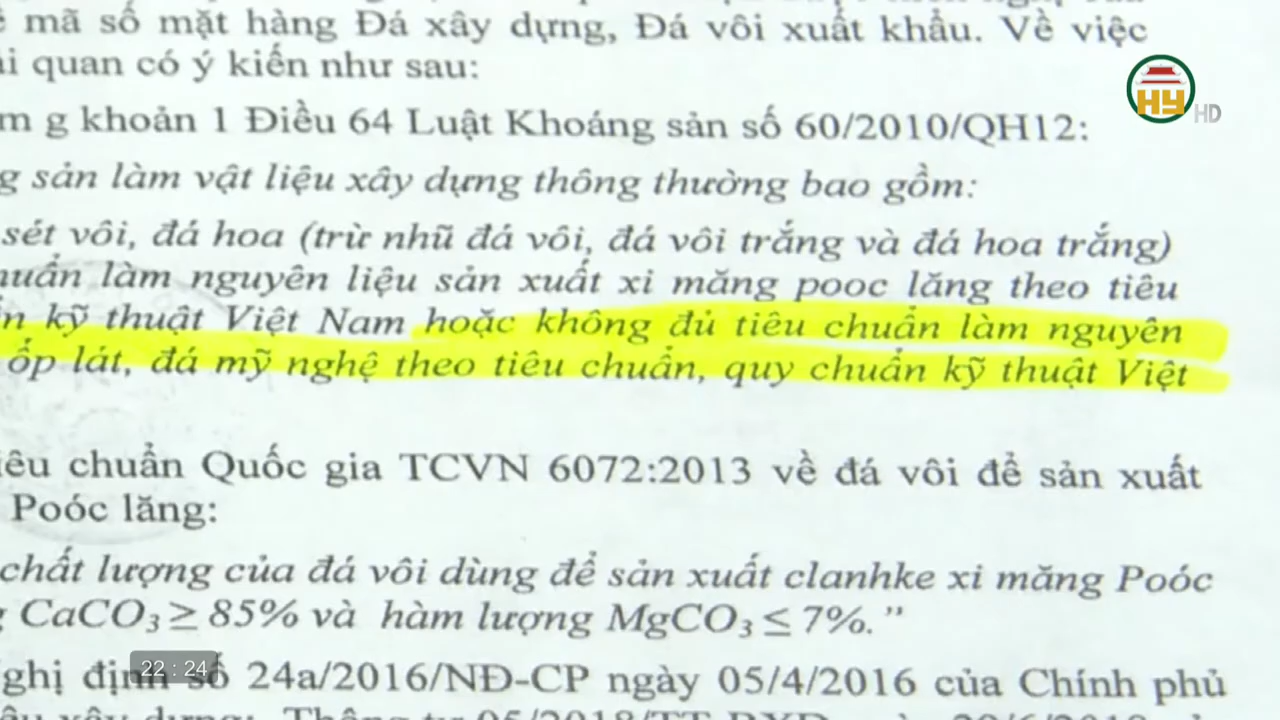 mã số mặt hàng Đá xây dựng, Đá vôi xuất khẩu. Về việc
quan có ý kiến như sau:
HY HD
g khoản 1 Điều 64 Luật Khoáng sản số 60/2010/QH12:
sản làm vật liệu xây dựng thông thường bao gồm:
sét vôi, đá hoa (trừ nhũ đá vôi, đá vôi trắng và đá hoa trắng)
làm nguyên liệu sản xuất xi măng pooc lăng theo tiêu
kỹ thuật Việt Nam hoặc không đủ tiêu chuẩn làm nguyên
ốp lát, đá mỹ nghệ theo tiêu chuẩn, quy chuẩn kỹ thuật Việt
chuẩn Quốc gia TCVN 6072:2013 về đá vôi để sản xuất
Poóc lăng:
chất lượng của đá vôi dùng để sản xuất clanhke xi măng Poóc
CaCO₃ ≥ 85% và hàm lượng MgCO₃ ≤ 7%.”
định số 24a/2016/NĐ-CP ngày 05/4/2016 của Chính phủ
22 : 24